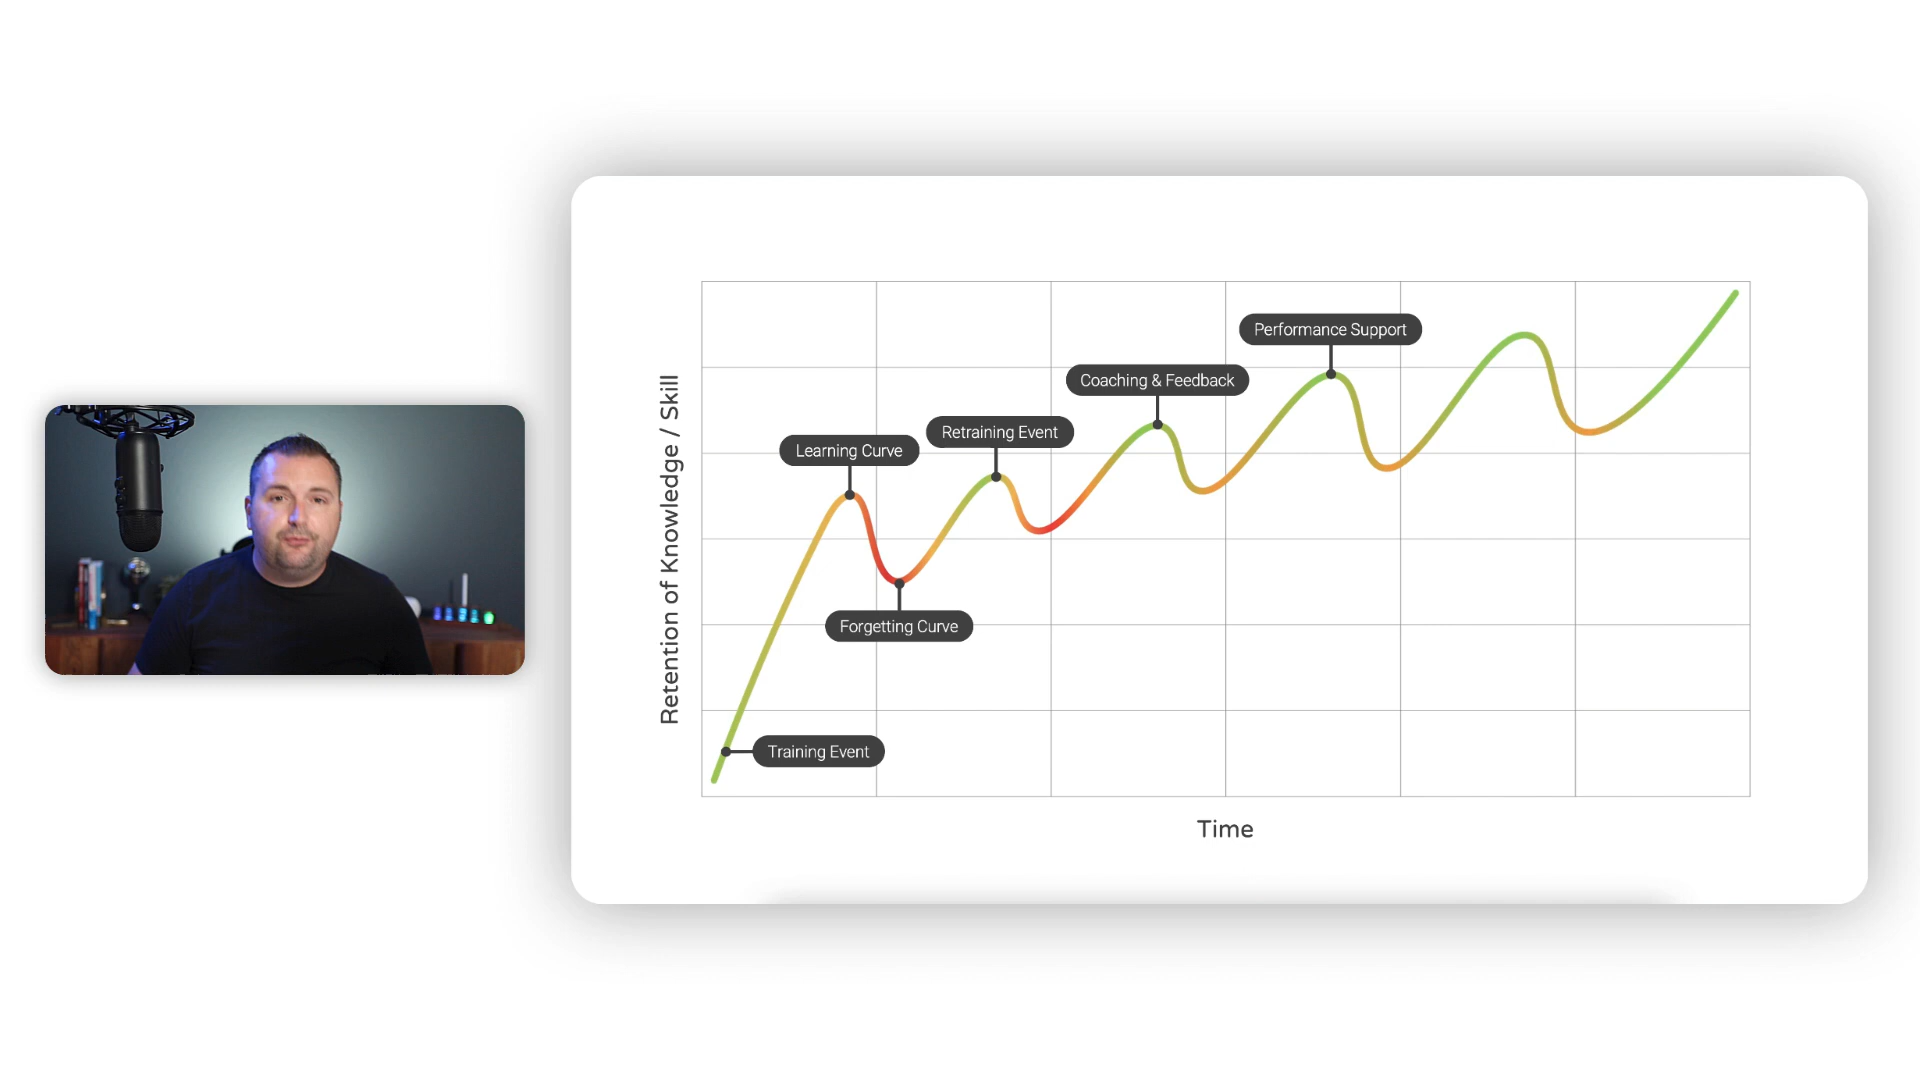 Performance Support
Coaching & Feedback
Retraining Event
Learning Curve
Forgetting Curve
Training Event
Retention of Knowledge / Skill
Time